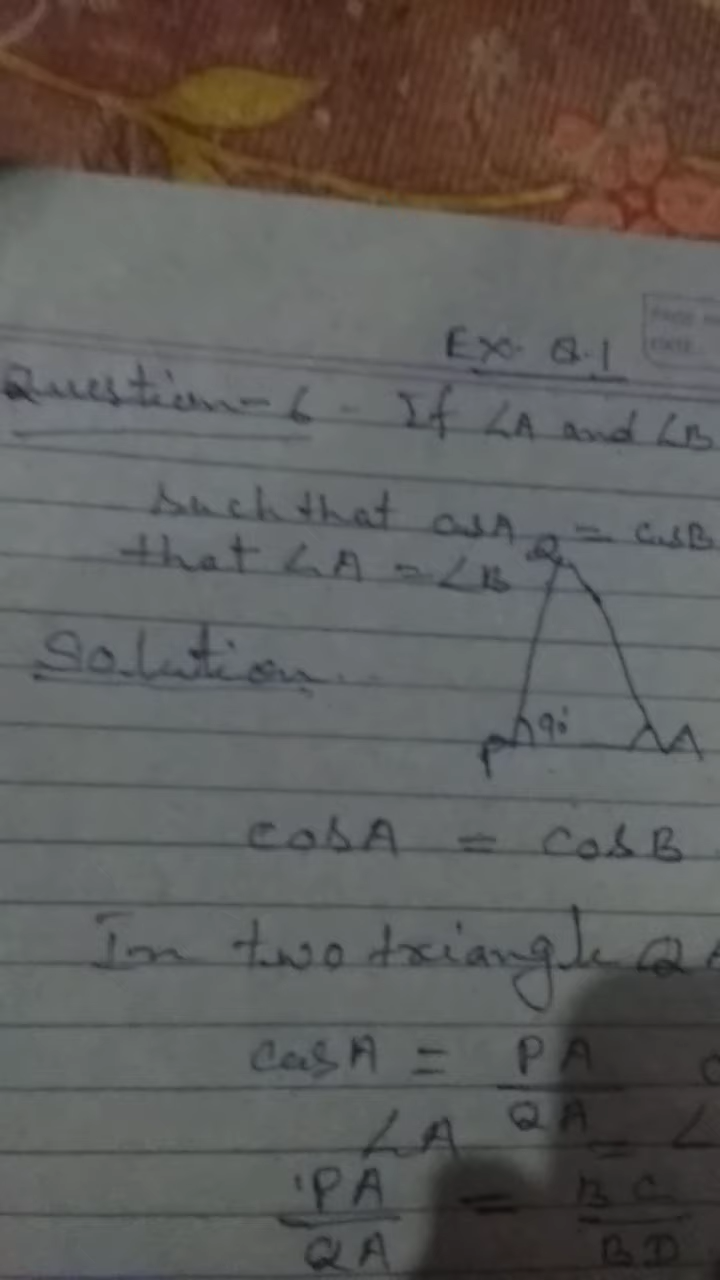 Ex. 8.1
Question-6 - If ∠A and ∠B
such that cosA = cosB
that ∠A = ∠B
Q
Solution
P 90° A
cosA = cosB
In two triangle Q
cosA = PA
QA
∠A = ∠
PA = BC
QA BD